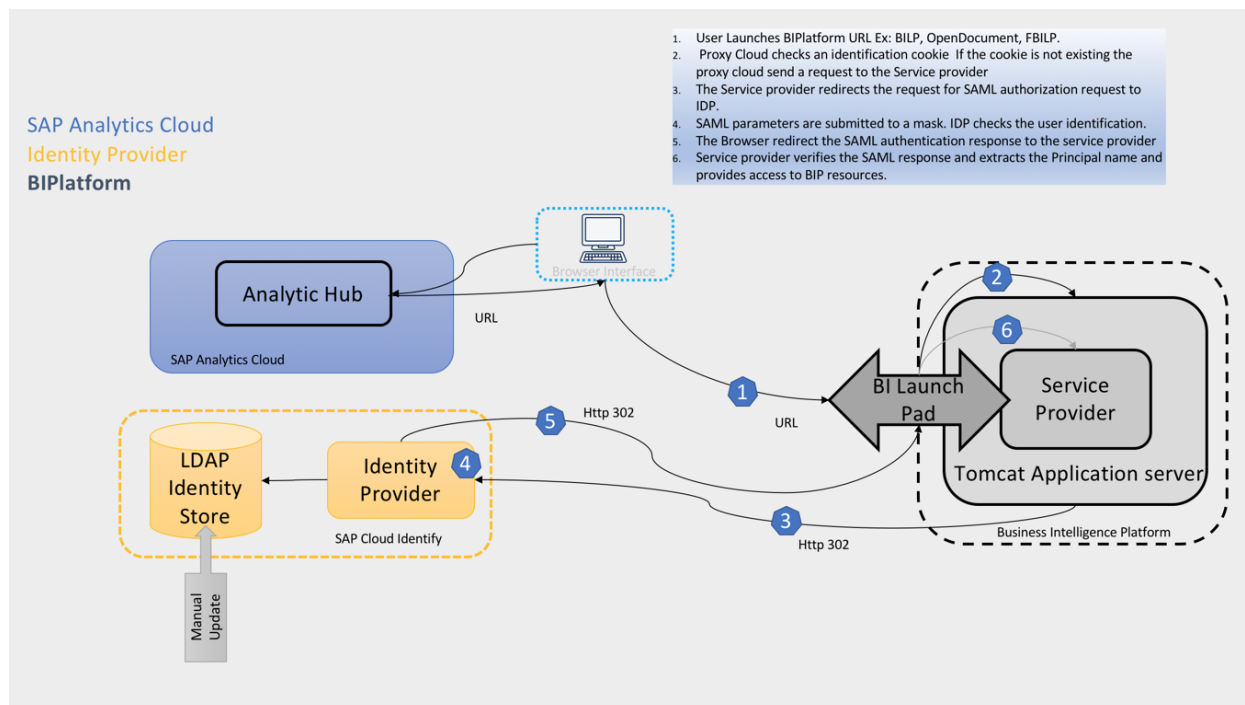 1. User Launches BIPlatform URL Ex: BILP, OpenDocument, FBILP.
2. Proxy Cloud checks an identification cookie If the cookie is not existing the
proxy cloud send a request to the Service provider
3. The Service provider redirects the request for SAML authorization request to
IDP.
4. SAML parameters are submitted to a mask. IDP checks the user identification.
5. The Browser redirect the SAML authentication response to the service provider
6. Service provider verifies the SAML response and extracts the Principal name and
provides access to BIP resources.
SAP Analytics Cloud
Identity Provider
BIPlatform
Browser Interface
Analytic Hub
URL
SAP Analytics Cloud
2
6
1
URL
BI Launch
Pad
Service
Provider
Tomcat Application server
Business Intelligence Platform
5
Http 302
LDAP
Identity
Store
Identity
Provider
4
SAP Cloud Identify
3
Http 302
Manual
Update